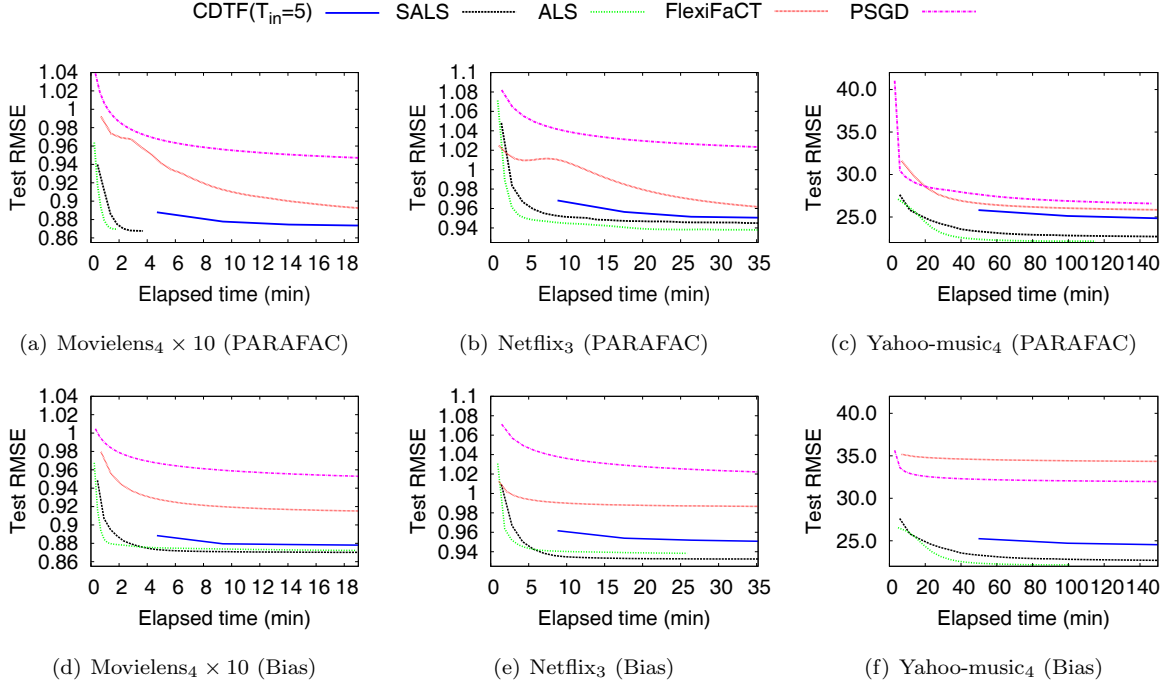 CDTF(T_in=5) SALS ALS FlexiFaCT PSGD
Test RMSE
1.04
1
0.98
0.96
0.94
0.92
0.9
0.88
0.86
0 2 4 6 8 10 12 14 16 18
Elapsed time (min)
(a) Movielens₄ × 10 (PARAFAC)
Test RMSE
1.1
1.08
1.06
1.04
1.02
1
0.98
0.96
0.94
0 5 10 15 20 25 30 35
Elapsed time (min)
(b) Netflix₃ (PARAFAC)
Test RMSE
40.0
35.0
30.0
25.0
0 20 40 60 80 100 120 140
Elapsed time (min)
(c) Yahoo-music₄ (PARAFAC)
Test RMSE
1.04
1
0.98
0.96
0.94
0.92
0.9
0.88
0.86
0 2 4 6 8 10 12 14 16 18
Elapsed time (min)
(d) Movielens₄ × 10 (Bias)
Test RMSE
1.1
1.08
1.06
1.04
1.02
1
0.98
0.96
0.94
0 5 10 15 20 25 30 35
Elapsed time (min)
(e) Netflix₃ (Bias)
Test RMSE
40.0
35.0
30.0
25.0
0 20 40 60 80 100 120 140
Elapsed time (min)
(f) Yahoo-music₄ (Bias)